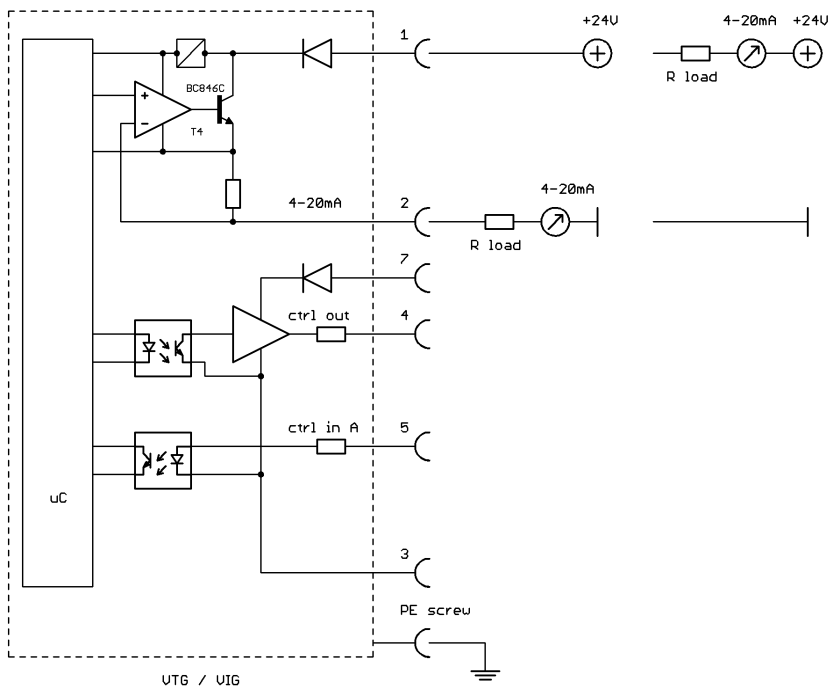 +24V
4-20mA
+24V
1
R load
BC846C
+
-
T4
4-20mA
4-20mA
2
R load
7
ctrl out
4
ctrl in A
5
uC
3
PE screw
VTG / VIG